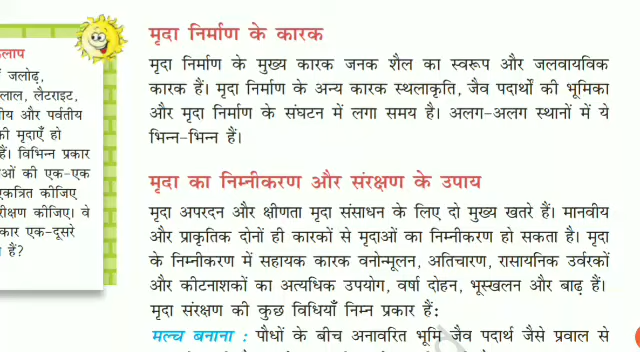 लाप
जलोढ़,
लाल, लैटराइट,
ीय और पर्वतीय
की मृदाएँ हो
हैं। विभिन्न प्रकार
ओं की एक-एक
एकत्रित कीजिए
रीक्षण कीजिए। वे
कार एक-दूसरे
हैं?
मृदा निर्माण के कारक
मृदा निर्माण के मुख्य कारक जनक शैल का स्वरूप और जलवायविक
कारक हैं। मृदा निर्माण के अन्य कारक स्थलाकृति, जैव पदार्थों की भूमिका
और मृदा निर्माण के संघटन में लगा समय है। अलग-अलग स्थानों में ये
भिन्न-भिन्न हैं।
मृदा का निम्नीकरण और संरक्षण के उपाय
मृदा अपरदन और क्षीणता मृदा संसाधन के लिए दो मुख्य खतरे हैं। मानवीय
और प्राकृतिक दोनों ही कारकों से मृदाओं का निम्नीकरण हो सकता है। मृदा
के निम्नीकरण में सहायक कारक वनोन्मूलन, अतिचारण, रासायनिक उर्वरकों
और कीटनाशकों का अत्यधिक उपयोग, वर्षा दोहन, भूस्खलन और बाढ़ हैं।
मृदा संरक्षण की कुछ विधियाँ निम्न प्रकार हैं:
मल्च बनाना : पौधों के बीच अनावरित भूमि जैव पदार्थ जैसे प्रवाल से